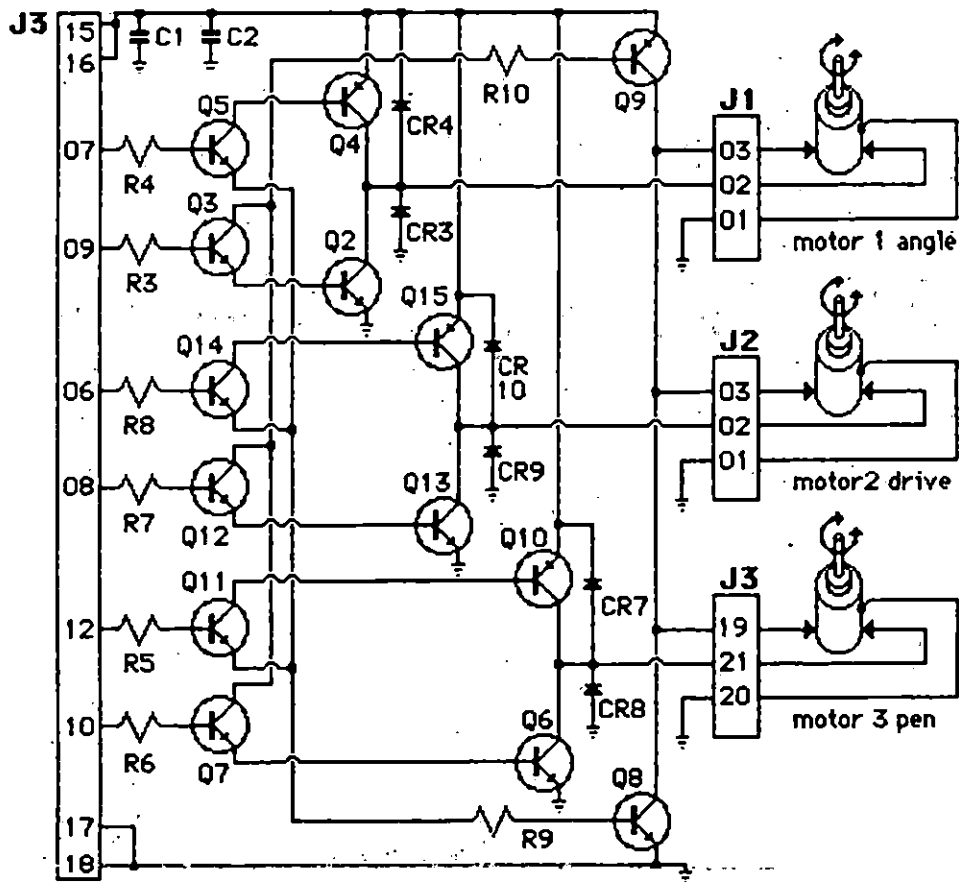 J3
15
C1
C2
16
R10
Q9
Q5
Q4
CR4
J1
07
03
R4
02
Q3
Q2
CR3
01
09
motor 1 angle
R3
Q15
Q14
CR
10
J2
06
03
R8
02
CR9
01
08
Q13
motor2 drive
R7
Q12
Q10
Q11
CR7
J3
12
19
R5
21
CR8
20
10
Q6
motor 3 pen
R6
Q7
Q8
17
R9
18